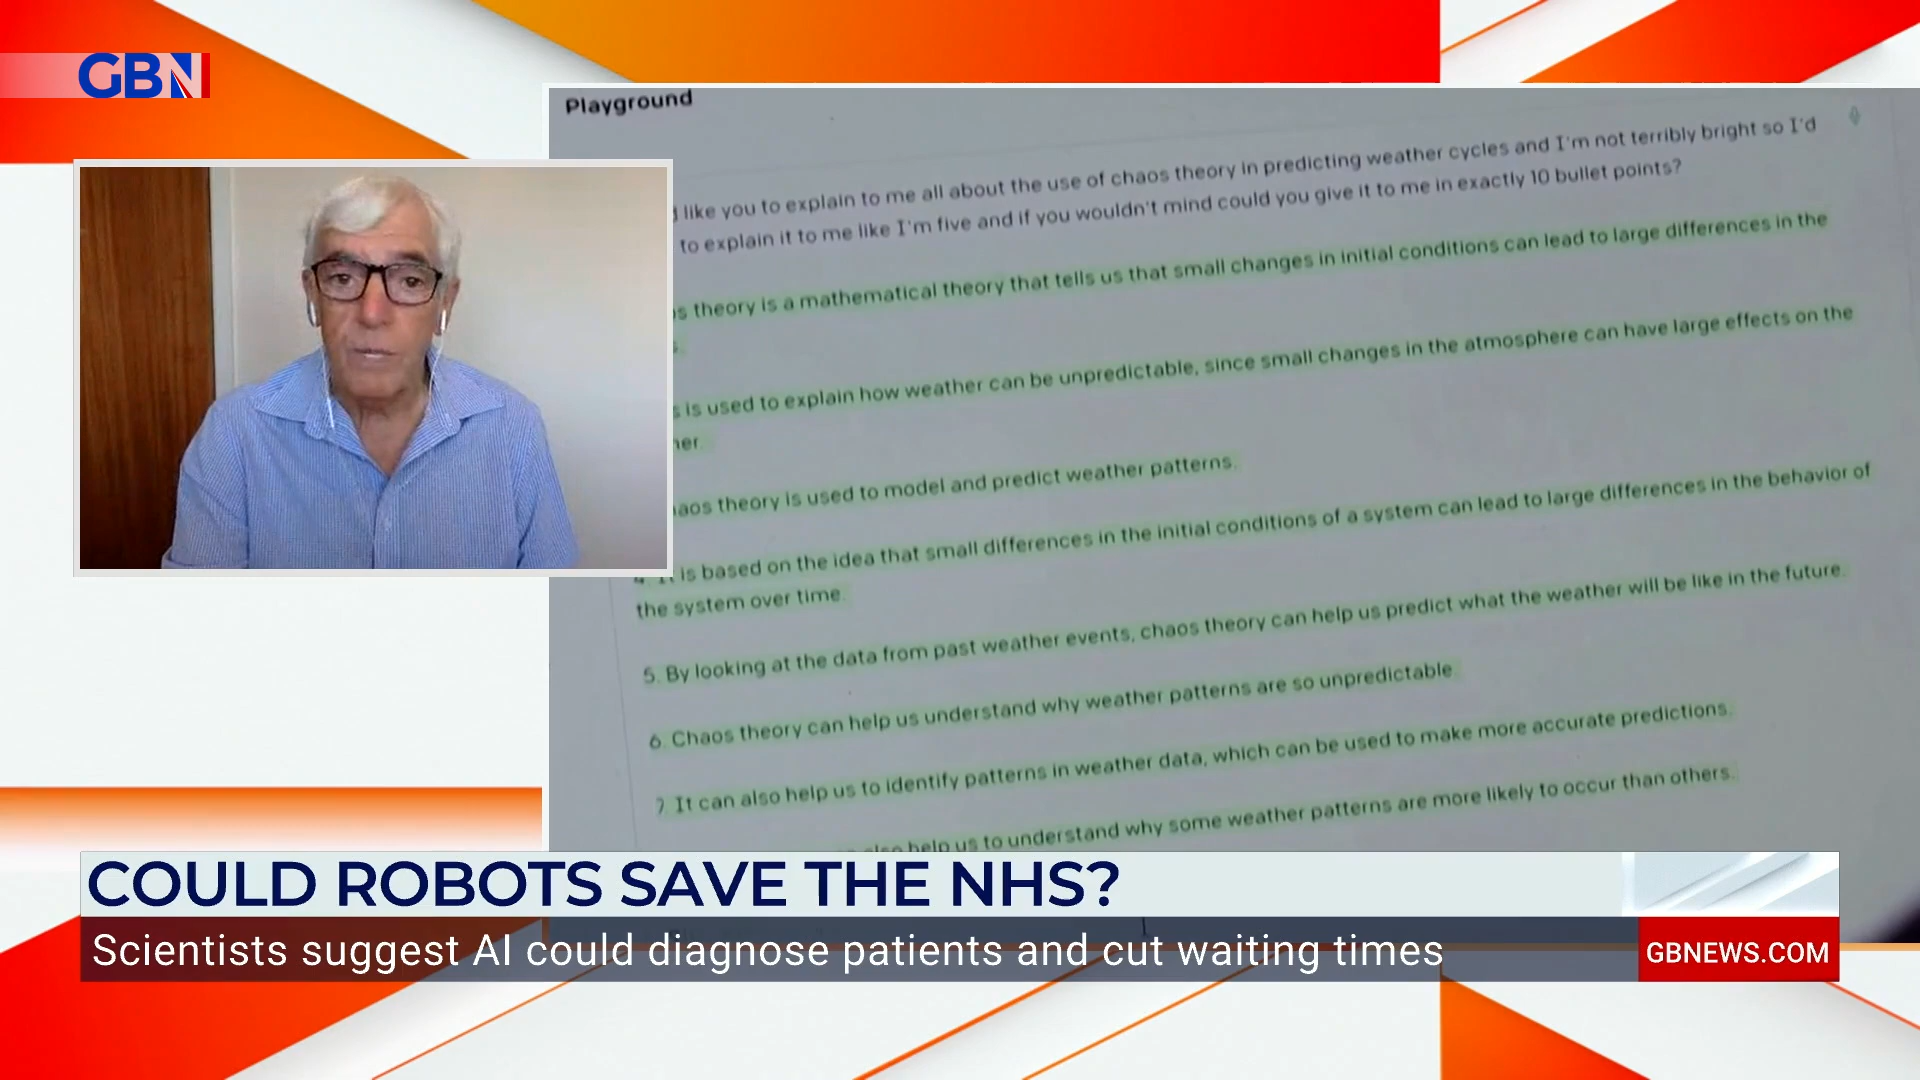 GBN
Playground
like you to explain to me all about the use of chaos theory in predicting weather cycles and I'm not terribly bright so I'd
to explain it to me like I'm five and if you wouldn't mind could you give it to me in exactly 10 bullet points?
theory is a mathematical theory that tells us that small changes in initial conditions can lead to large differences in the
is used to explain how weather can be unpredictable, since small changes in the atmosphere can have large effects on the
theory is used to model and predict weather patterns.
4. It is based on the idea that small differences in the initial conditions of a system can lead to large differences in the behavior of
the system over time.
5. By looking at the data from past weather events, chaos theory can help us predict what the weather will be like in the future.
6. Chaos theory can help us understand why weather patterns are so unpredictable.
7. It can also help us to identify patterns in weather data, which can be used to make more accurate predictions.
also help us to understand why some weather patterns are more likely to occur than others.
COULD ROBOTS SAVE THE NHS?
Scientists suggest AI could diagnose patients and cut waiting times
GBNEWS.COM